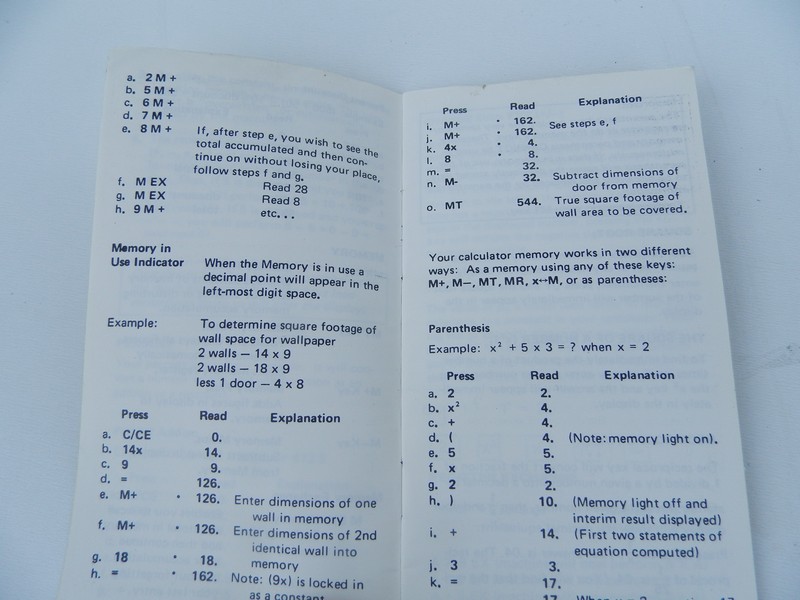 a. 2 M +
b. 5 M +
c. 6 M +
d. 7 M +
e. 8 M + If, after step e, you wish to see the
total accumulated and then con-
tinue on without losing your place,
follow steps f and g.
f. M EX Read 28
g. M EX Read 8
h. 9 M + etc...
Memory in
Use Indicator When the Memory is in use a
decimal point will appear in the
left-most digit space.
Example: To determine square footage of
wall space for wallpaper
2 walls — 14 x 9
2 walls — 18 x 9
less 1 door — 4 x 8
Press Read Explanation
a. C/CE 0.
b. 14x 14.
c. 9 9.
d. = 126.
e. M+ • 126. Enter dimensions of one
wall in memory
f. M+ • 126. Enter dimensions of 2nd
identical wall into
memory
g. 18 • 18.
h. = • 162. Note: (9x) is locked in
as a constant
Press Read Explanation
i. M+ • 162. See steps e, f
j. M+ • 162.
k. 4x • 4.
l. 8 • 8.
m. = 32.
n. M- 32. Subtract dimensions of
door from memory
o. MT 544. True square footage of
wall area to be covered.
Your calculator memory works in two different
ways: As a memory using any of these keys:
M+, M—, MT, MR, x↔M, or as parentheses:
Parenthesis
Example: x² + 5 x 3 = ? when x = 2
Press Read Explanation
a. 2 2.
b. x² 4.
c. + 4.
d. ( 4. (Note: memory light on).
e. 5 5.
f. x 5.
g. 2 2.
h. ) 10. (Memory light off and
interim result displayed)
i. + 14. (First two statements of
equation computed)
j. 3 3.
k. = 17.